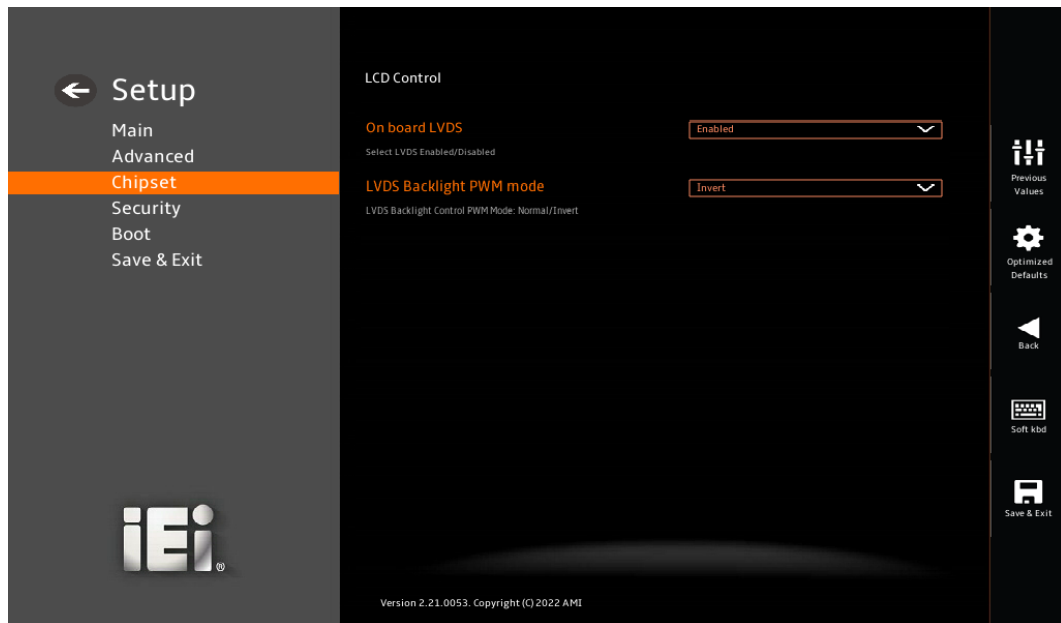 Setup
Main
Advanced
Chipset
Security
Boot
Save & Exit
iEi®
LCD Control
On board LVDS
Enabled
Select LVDS Enabled/Disabled
LVDS Backlight PWM mode
Invert
LVDS Backlight Control PWM Mode: Normal/Invert
Version 2.21.0053. Copyright (C) 2022 AMI
Previous
Values
Optimized
Defaults
Back
Soft kbd
Save & Exit